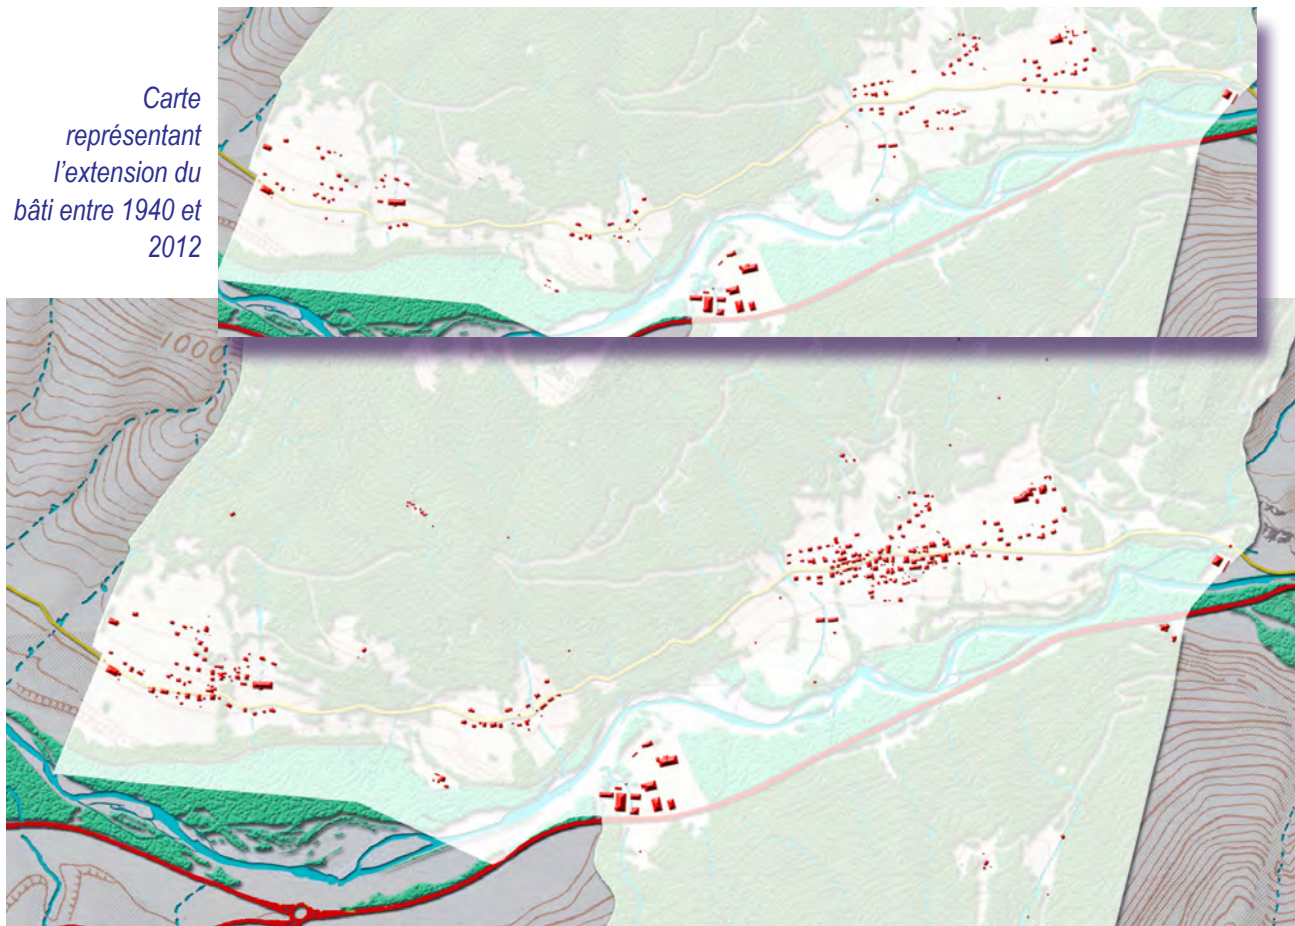 Carte
représentant
l'extension du
bâti entre 1940 et
2012
1000